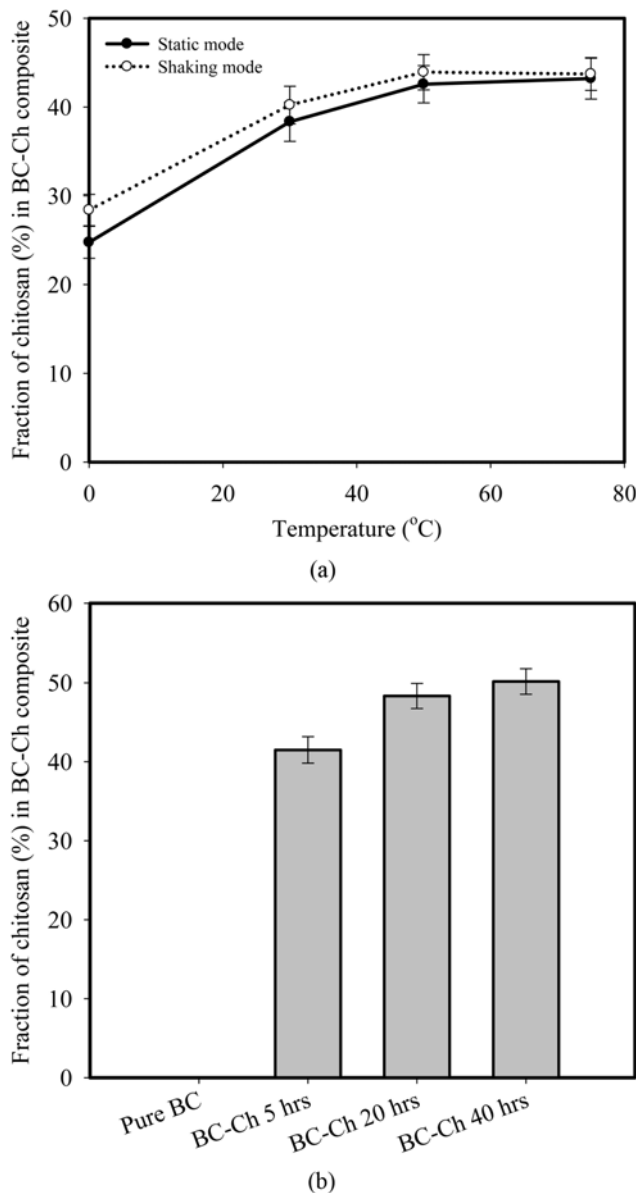 50
40
30
20
10
0
Fraction of chitosan (%) in BC-Ch composite
Static mode
Shaking mode
0 20 40 60 80
Temperature (°C)
(a)
60
50
40
30
20
10
0
Fraction of chitosan (%) in BC-Ch composite
Pure BC
BC-Ch 5 hrs
BC-Ch 20 hrs
BC-Ch 40 hrs
(b)